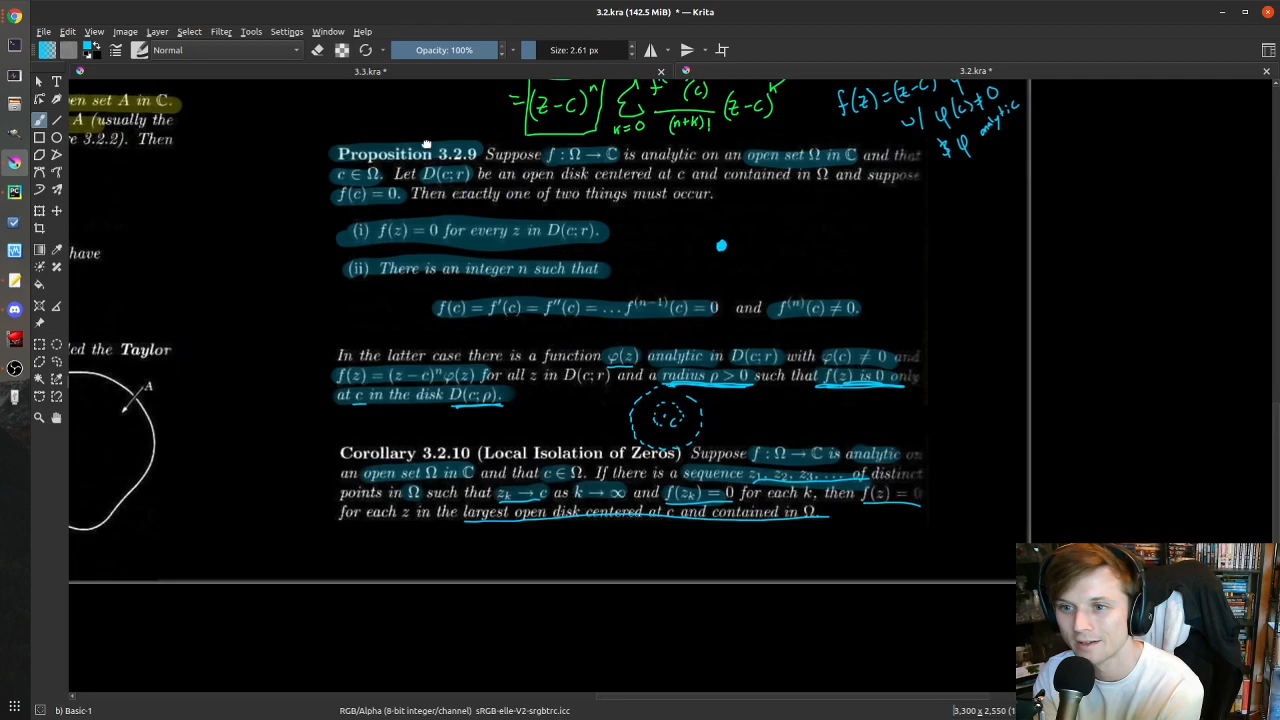 3.2.kra (142.5 MiB) * — Krita
File Edit View Image Layer Select Filter Tools Settings Window Help
Normal
Opacity: 100%
Size: 2.61 px
3.3.kra *
3.2.kra *
en set A in ℂ.
A (usually the
e 3.2.2). Then
have
ed the Taylor
A
= (z-c)^n ∑ k=0 (c) (n+k)! (z-c)^k
f(z) = (z-c) φ
w/ φ(c) ≠ 0
& φ analytic
Proposition 3.2.9 Suppose f : Ω → ℂ is analytic on an open set Ω in ℂ and that
c ∈ Ω. Let D(c; r) be an open disk centered at c and contained in Ω and suppose
f(c) = 0. Then exactly one of two things must occur.
(i) f(z) = 0 for every z in D(c; r).
(ii) There is an integer n such that
f(c) = f′(c) = f″(c) = ... f^(n−1)(c) = 0 and f^(n)(c) ≠ 0.
In the latter case there is a function φ(z) analytic in D(c; r) with φ(c) ≠ 0 and
f(z) = (z − c)^n φ(z) for all z in D(c; r) and a radius ρ > 0 such that f(z) is 0 only
at c in the disk D(c; ρ).
c
Corollary 3.2.10 (Local Isolation of Zeros) Suppose f : Ω → ℂ is analytic on
an open set Ω in ℂ and that c ∈ Ω. If there is a sequence z₁, z₂, z₃, ... of distinct
points in Ω such that z_k → c as k → ∞ and f(z_k) = 0 for each k, then f(z) = 0
for each z in the largest open disk centered at c and contained in Ω.
b) Basic-1
RGB/Alpha (8-bit integer/channel) sRGB-elle-V2-srgbtrc.icc
3,300 x 2,550 (1